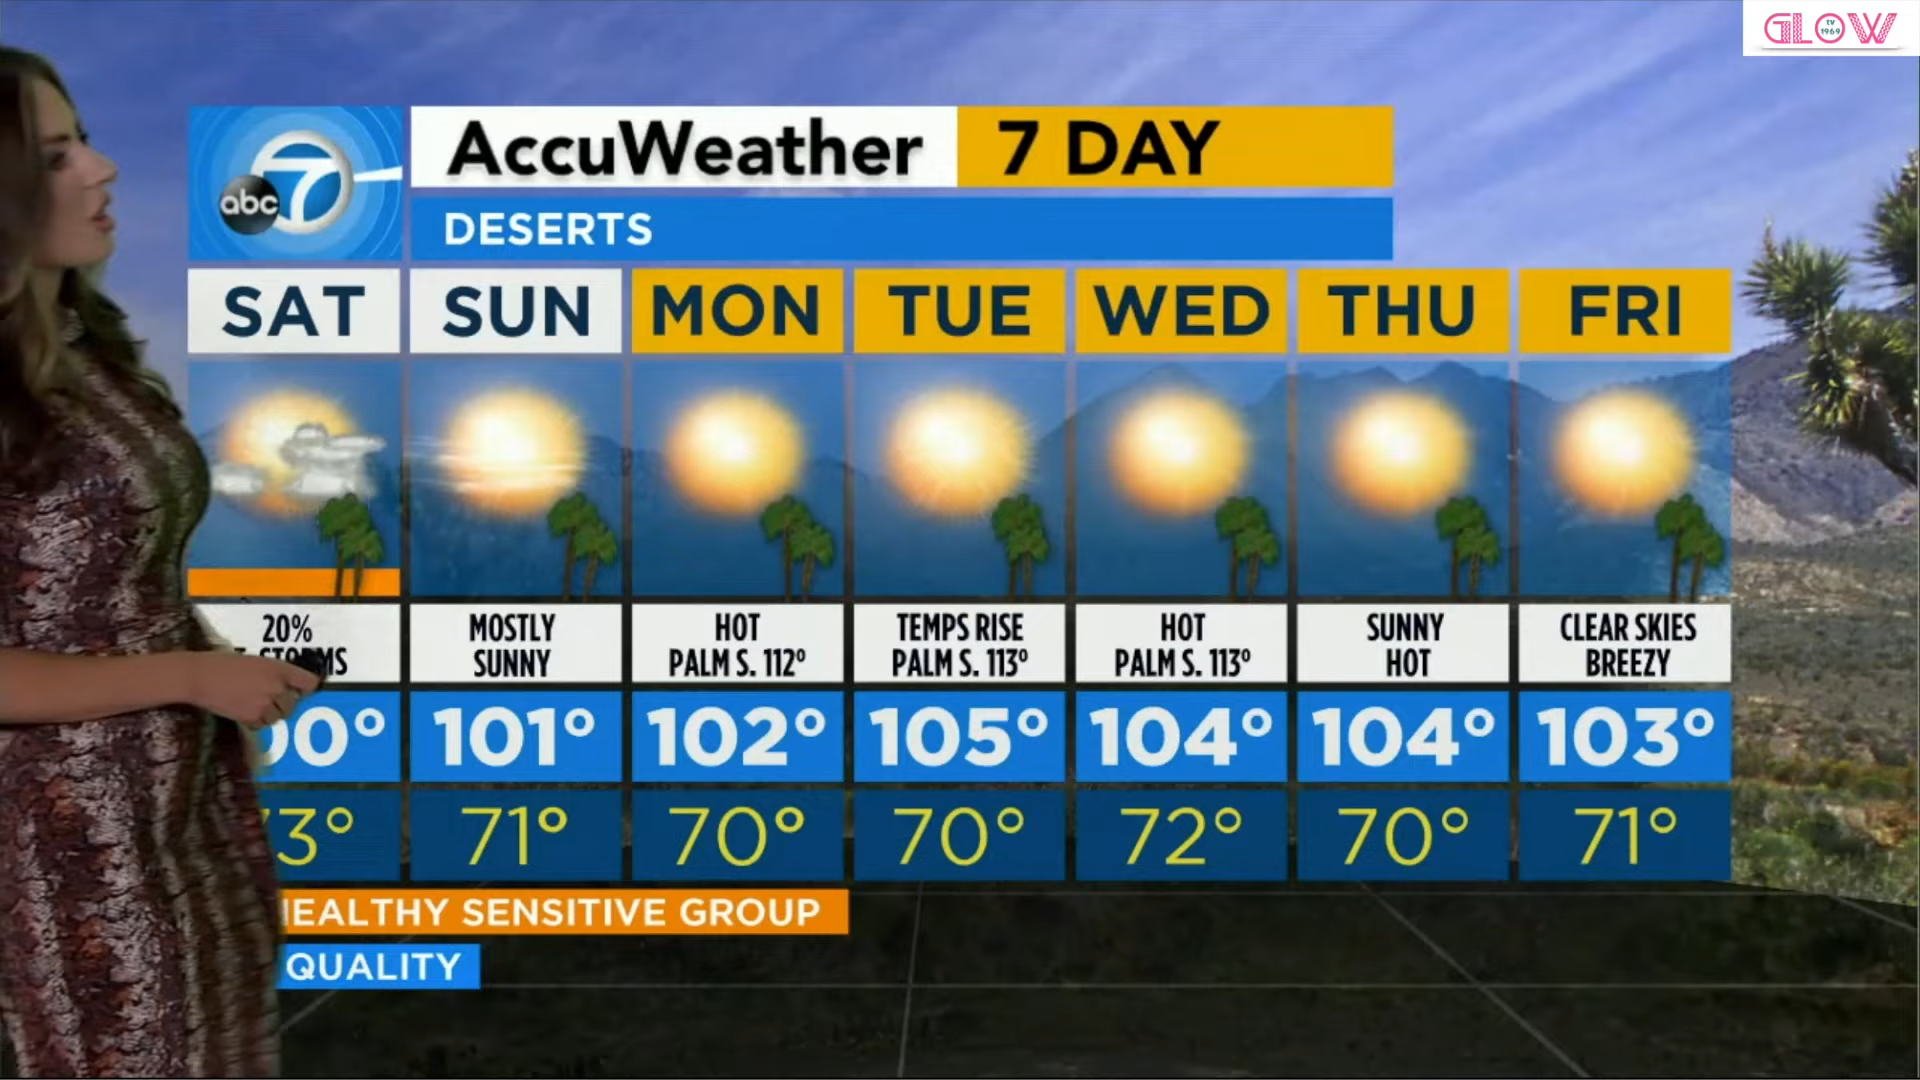 GLOW
tv
1969
abc 7
AccuWeather 7 DAY
DESERTS
SAT SUN MON TUE WED THU FRI
20% MOSTLY HOT TEMPS RISE HOT SUNNY CLEAR SKIES
SUNNY PALM S. 112° PALM S. 113° PALM S. 113° HOT BREEZY
101° 102° 105° 104° 104° 103°
71° 70° 70° 72° 70° 71°
SENSITIVE GROUP
QUALITY